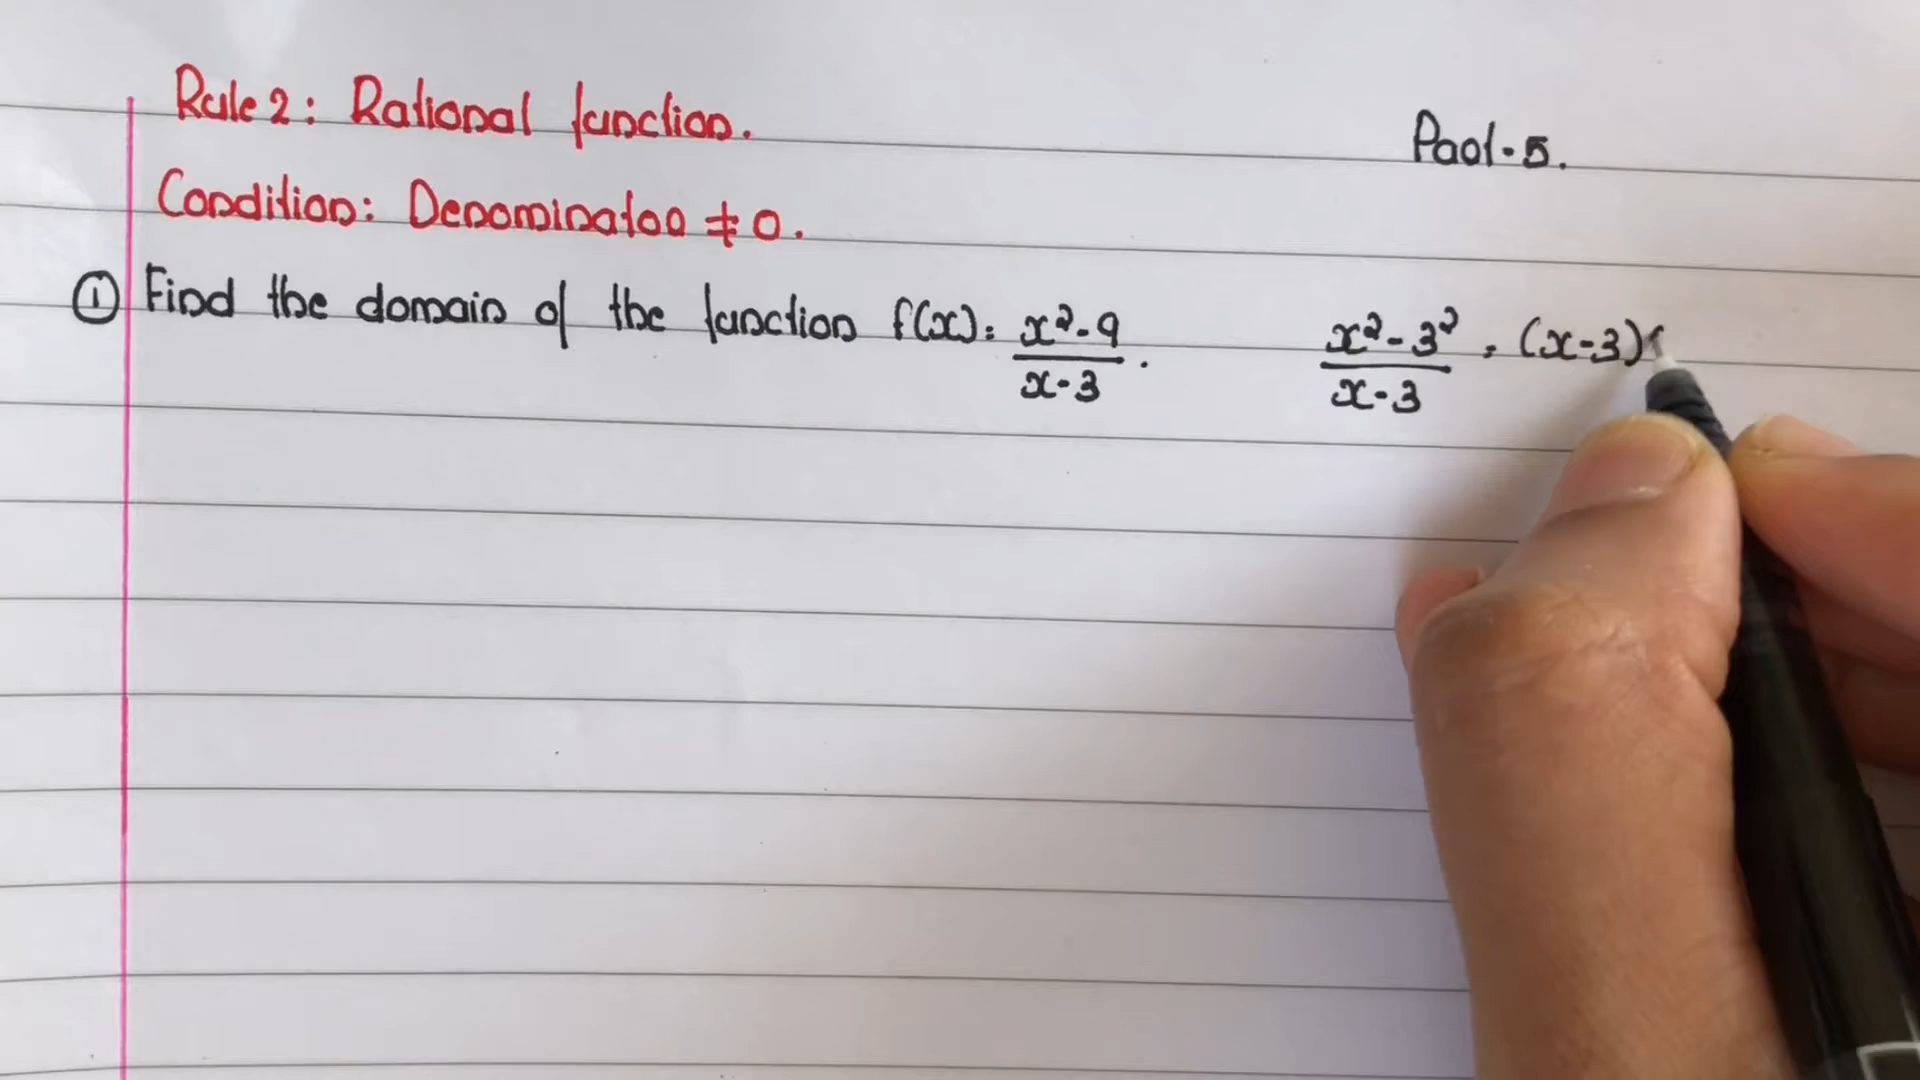 Rule 2: Rational function.
Part-5.
Condition: Denominator ≠ 0.
① Find the domain of the function f(x) = (x²-9)/(x-3).
(x²-3²)/(x-3) = (x-3)(